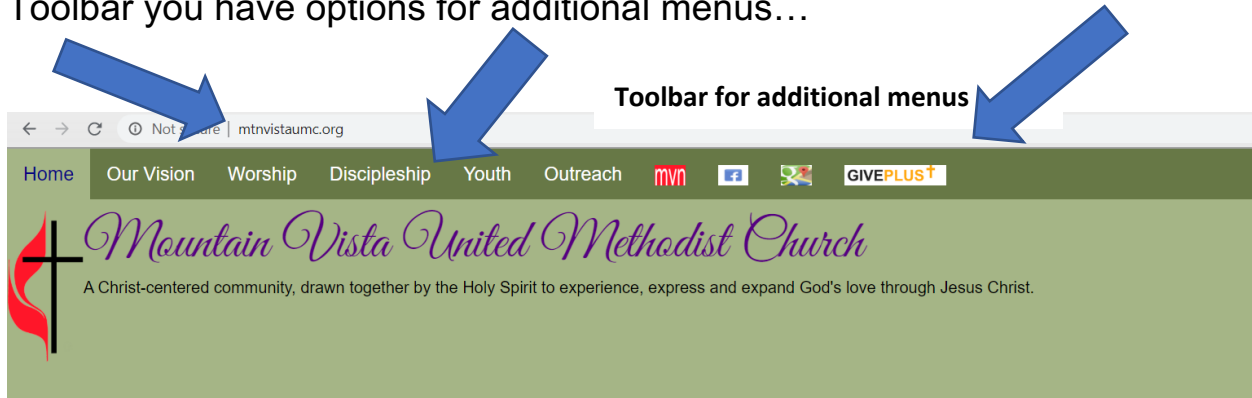 Toolbar you have options for additional menus…
Toolbar for additional menus
Not secure | mtnvistaumc.org
Home Our Vision Worship Discipleship Youth Outreach mvn f GIVEPLUS†
Mountain Vista United Methodist Church
A Christ-centered community, drawn together by the Holy Spirit to experience, express and expand God's love through Jesus Christ.